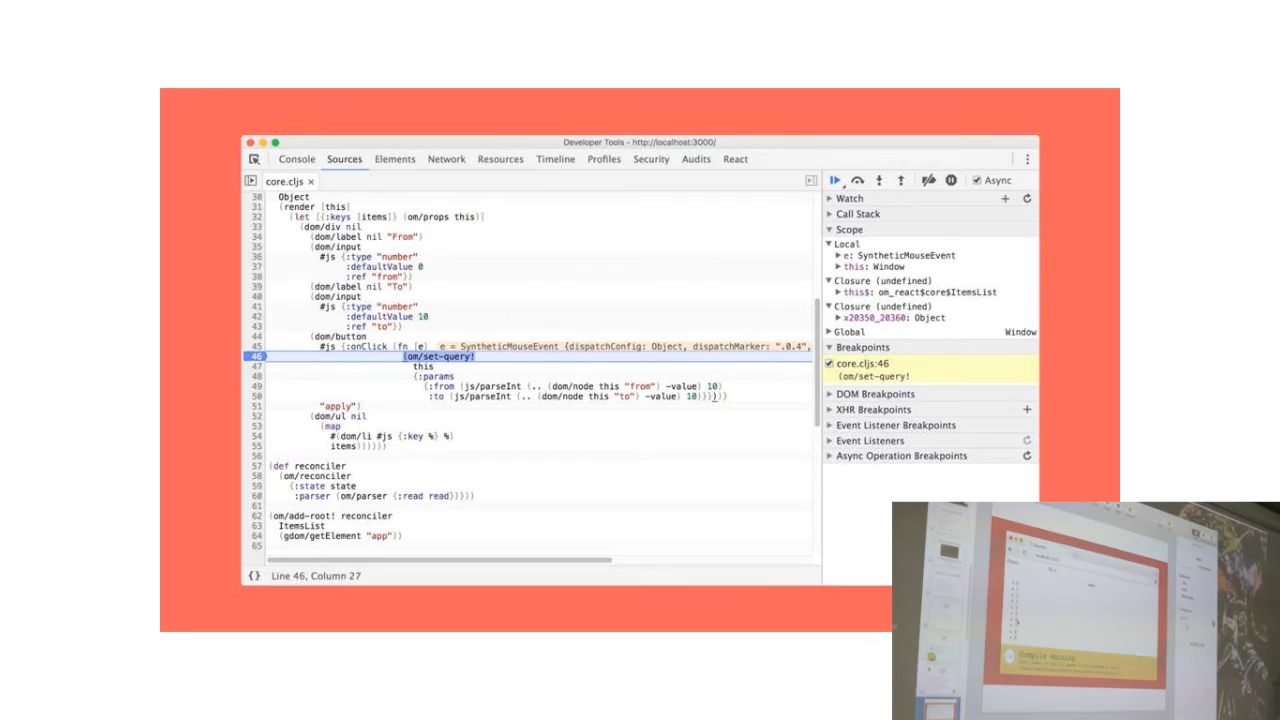 Developer Tools - http://localhost:3000/
Console Sources Elements Network Resources Timeline Profiles Security Audits React
core.cljs ×
Async
30 Object
31 (render [this]
32 (let [{:keys [items]} (om/props this)]
33 (dom/div nil
34 (dom/label nil "From")
35 (dom/input
36 #js {:type "number"
37 :defaultValue 0
38 :ref "from"})
39 (dom/label nil "To")
40 (dom/input
41 #js {:type "number"
42 :defaultValue 10
43 :ref "to"})
44 (dom/button
45 #js {:onClick (fn [e] e = SyntheticMouseEvent {dispatchConfig: Object, dispatchMarker: ".0.4",
46 (om/set-query!
47 this
48 {:params
49 {:from (js/parseInt (.. (dom/node this "from") -value) 10)
50 :to (js/parseInt (.. (dom/node this "to") -value) 10)}}))}
51 "apply")
52 (dom/ul nil
53 (map
54 #(dom/li #js {:key %} %)
55 items))))))
56
57 (def reconciler
58 (om/reconciler
59 {:state state
60 :parser (om/parser {:read read})}))
61
62 (om/add-root! reconciler
63 ItemsList
64 (gdom/getElement "app"))
65
{} Line 46, Column 27
Watch
Call Stack
Scope
Local
e: SyntheticMouseEvent
this: Window
Closure (undefined)
this$: om_react$core$ItemsList
Closure (undefined)
x20350_20360: Object
Global Window
Breakpoints
core.cljs:46
(om/set-query!
DOM Breakpoints
XHR Breakpoints
Event Listener Breakpoints
Event Listeners
Async Operation Breakpoints
Compile Warning